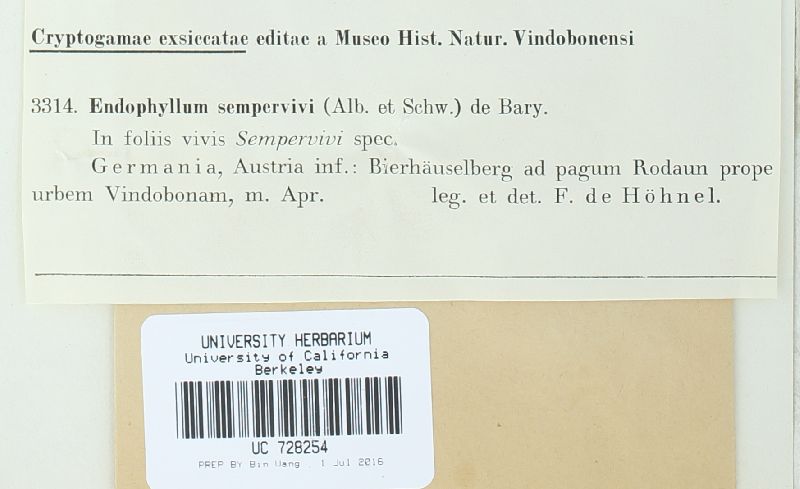 Cryptogamae exsiccatae editae a Museo Hist. Natur. Vindobonensi
3314. Endophyllum sempervivi (Alb. et Schw.) de Bary.
In foliis vivis Sempervivi spec.
Germania, Austria inf.: Bierhäuselberg ad pagum Rodaun prope
urbem Vindobonam, m. Apr. leg. et det. F. de Höhnel.
UNIVERSITY HERBARIUM
University of California
Berkeley
UC 728254
PREP BY Bin Wang , 1 Jul 2016